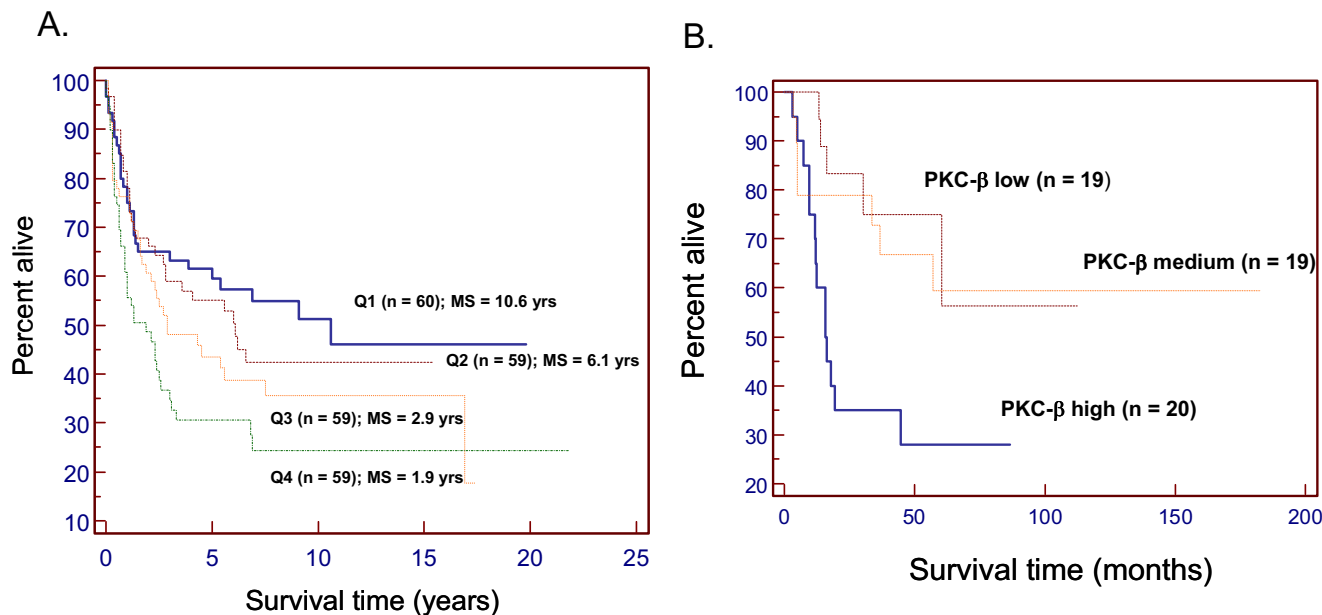 A.
100
90
80
70
60
50
40
30
20
10
Percent alive
Q1 (n = 60); MS = 10.6 yrs
Q2 (n = 59); MS = 6.1 yrs
Q3 (n = 59); MS = 2.9 yrs
Q4 (n = 59); MS = 1.9 yrs
0 5 10 15 20 25
Survival time (years)
B.
100
90
80
70
60
50
40
30
20
Percent alive
PKC-β low (n = 19)
PKC-β medium (n = 19)
PKC-β high (n = 20)
0 50 100 150 200
Survival time (months)